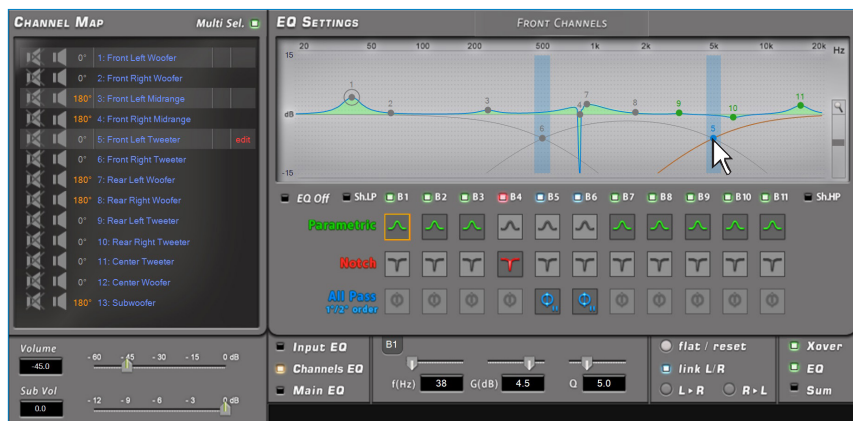 CHANNEL MAP
Multi Sel.
0° 1: Front Left Woofer
0° 2: Front Right Woofer
180° 3: Front Left Midrange
180° 4: Front Right Midrange
0° 5: Front Left Tweeter edit
0° 6: Front Right Tweeter
180° 7: Rear Left Woofer
180° 8: Rear Right Woofer
0° 9: Rear Left Tweeter
0° 10: Rear Right Tweeter
0° 11: Center Tweeter
0° 12: Center Woofer
180° 13: Subwoofer
EQ SETTINGS
FRONT CHANNELS
20 50 100 200 500 1k 2k 5k 10k 20k Hz
15
dB
-15
1 2 3 4 5 6 7 8 9 10 11
EQ Off Sh.LP B1 B2 B3 B4 B5 B6 B7 B8 B9 B10 B11 Sh.HP
Parametric
Notch
All Pass
1°/2° order
Volume
-45.0
- 60 - 45 - 30 - 15 0 dB
Sub Vol
0.0
- 12 - 9 - 6 - 3 0 dB
Input EQ
Channels EQ
Main EQ
B1
f(Hz) 38 G(dB) 4.5 Q 5.0
flat / reset
link L/R
L▸R R▸L
Xover
EQ
Sum